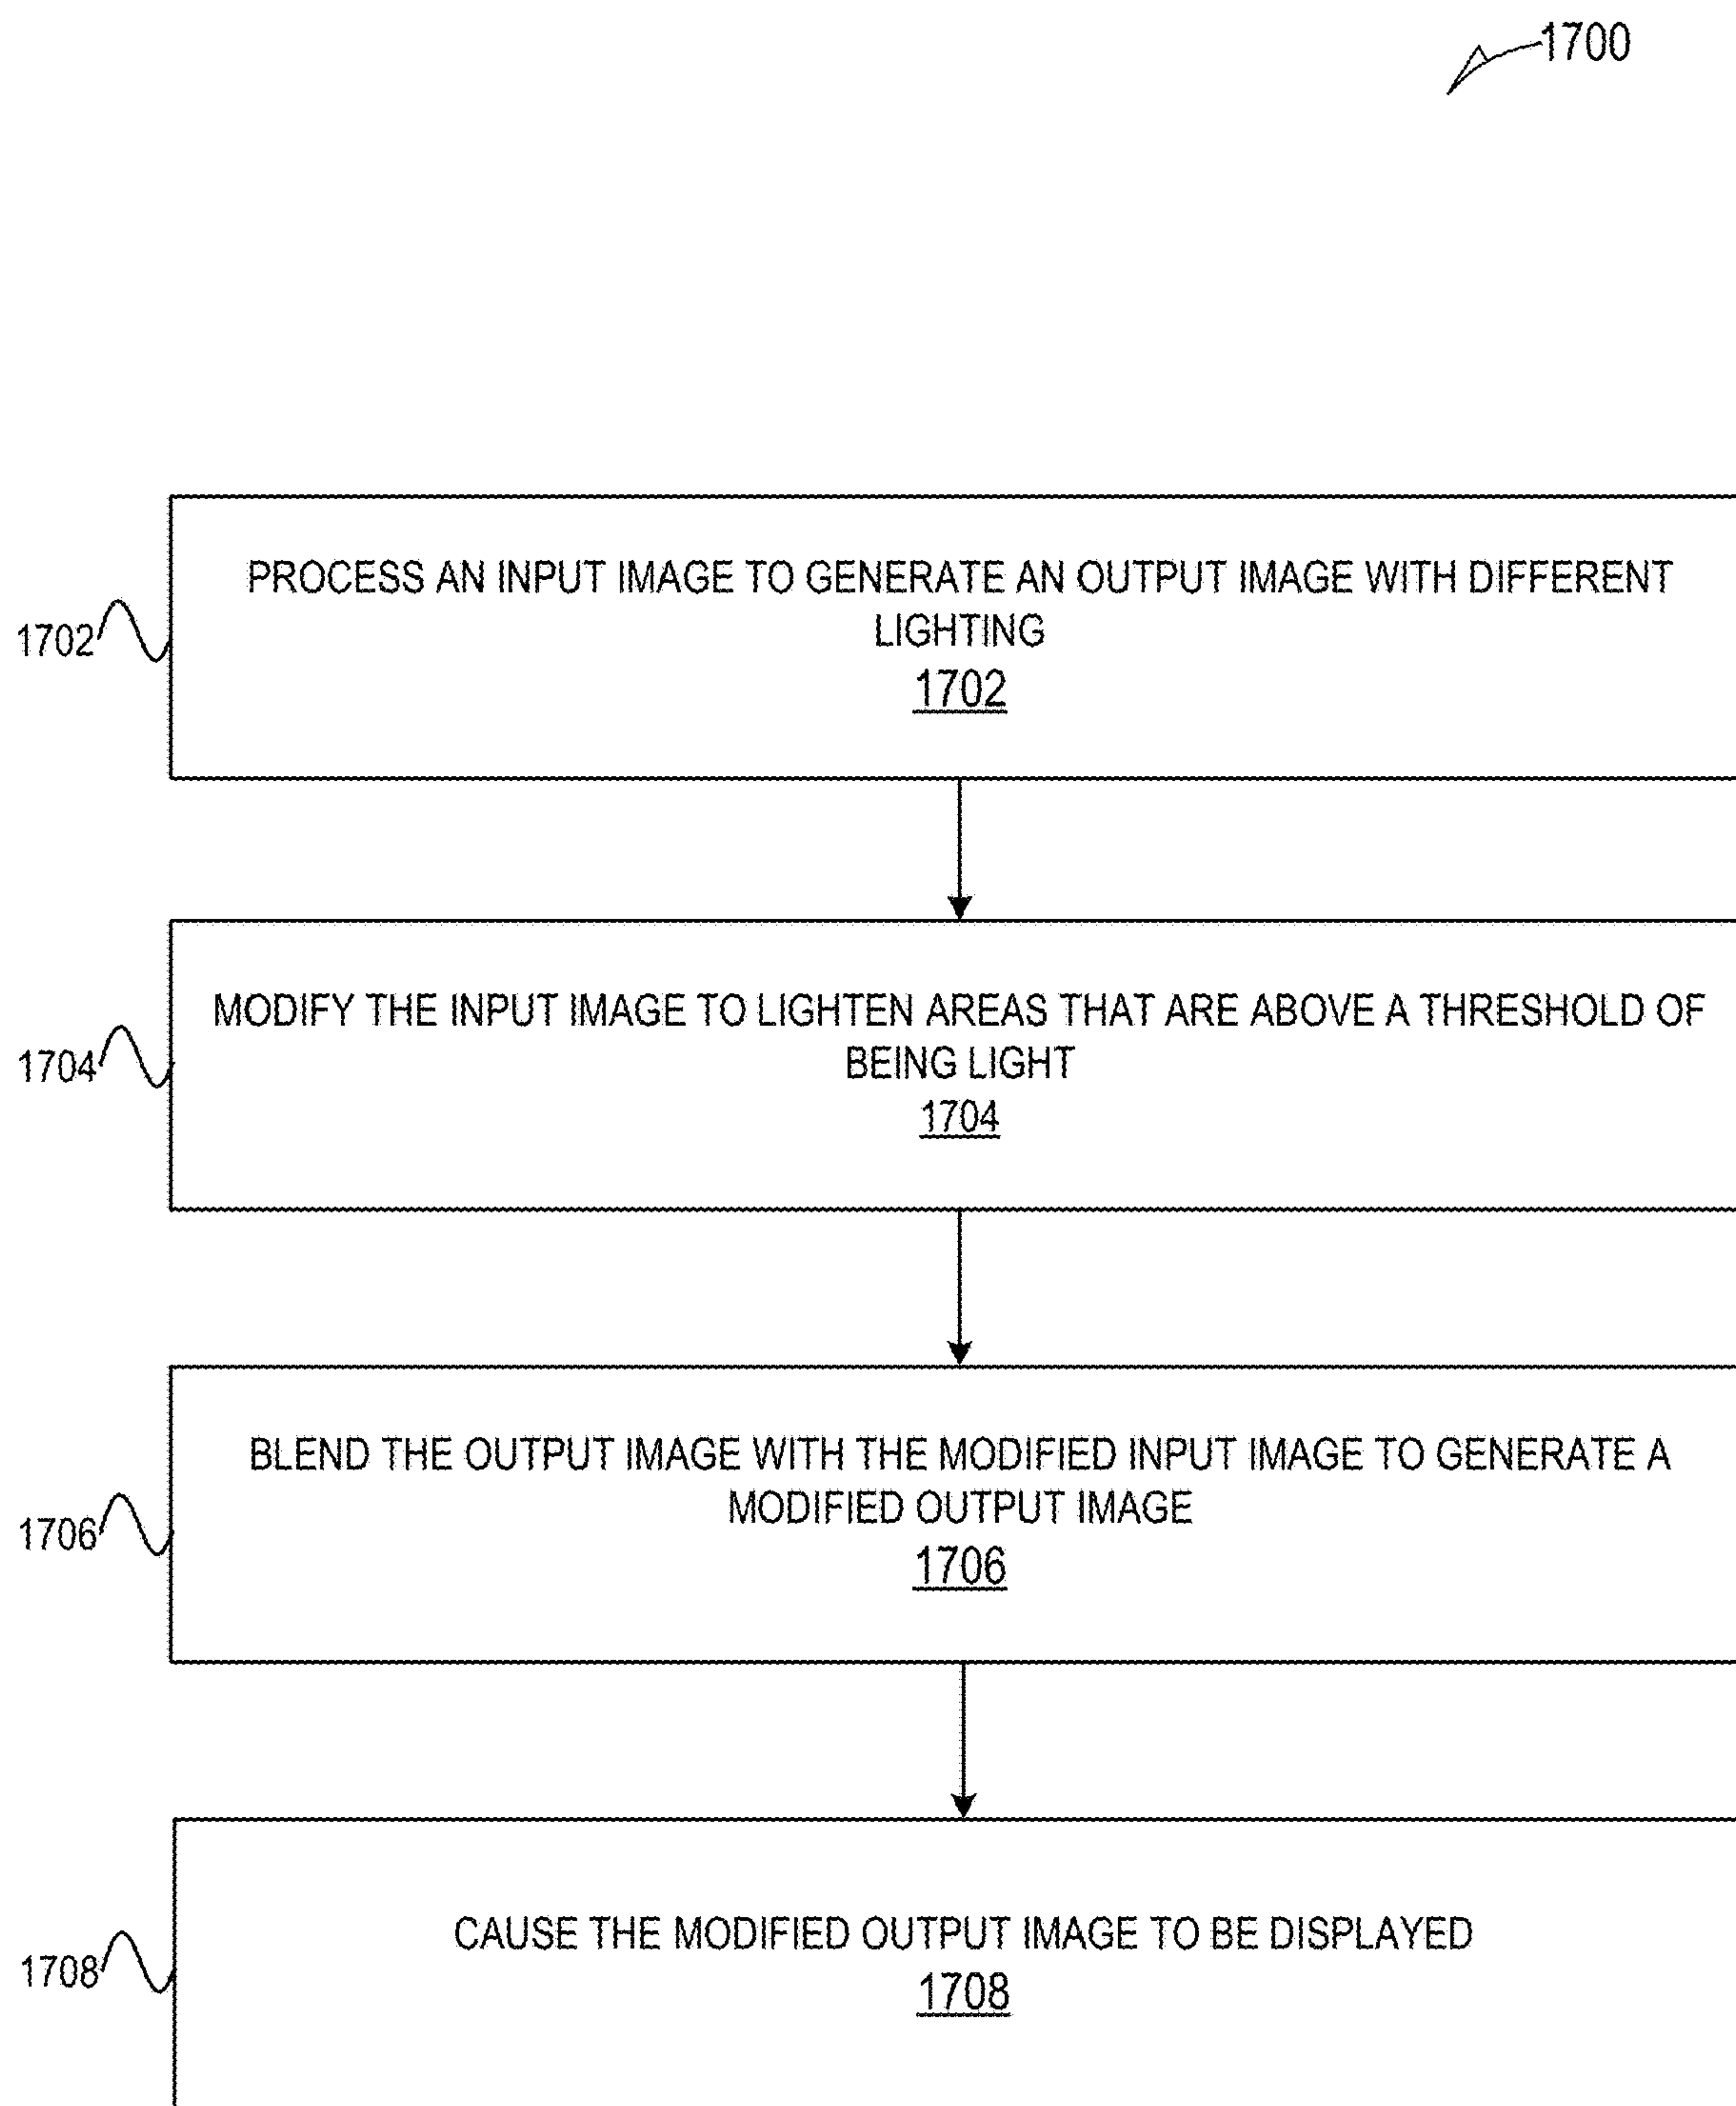 1700
PROCESS AN INPUT IMAGE TO GENERATE AN OUTPUT IMAGE WITH DIFFERENT
LIGHTING
1702
1702
MODIFY THE INPUT IMAGE TO LIGHTEN AREAS THAT ARE ABOVE A THRESHOLD OF
BEING LIGHT
1704
1704
BLEND THE OUTPUT IMAGE WITH THE MODIFIED INPUT IMAGE TO GENERATE A
MODIFIED OUTPUT IMAGE
1706
1706
CAUSE THE MODIFIED OUTPUT IMAGE TO BE DISPLAYED
1708
1708